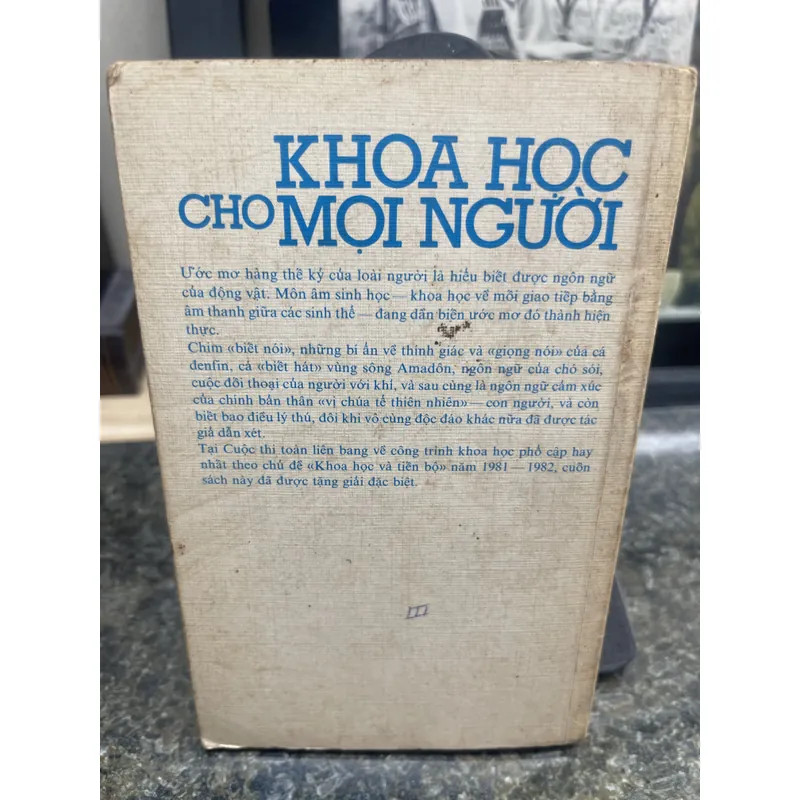 KHOA HỌC
CHO MỌI NGƯỜI
Ước mơ hàng thế kỷ của loài người là hiểu biết được ngôn ngữ
của động vật. Môn âm sinh học — khoa học về mối giao tiếp bằng
âm thanh giữa các sinh thể — đang dần biến ước mơ đó thành hiện
thực.
Chim «biết nói», những bí ẩn về thính giác và «giọng nói» của cá
đenfin, cá «biết hát» vùng sông Amadôn, ngôn ngữ của chó sói,
cuộc đối thoại của người với khỉ, và sau cùng là ngôn ngữ cảm xúc
của chính bản thân «vị chúa tể thiên nhiên» — con người, và còn
biết bao điều lý thú, đôi khi vô cùng độc đáo khác nữa đã được tác
giả dẫn xét.
Tại Cuộc thi toàn liên bang về công trình khoa học phổ cập hay
nhất theo chủ đề «Khoa học và tiến bộ» năm 1981 — 1982, cuốn
sách này đã được tặng giải đặc biệt.